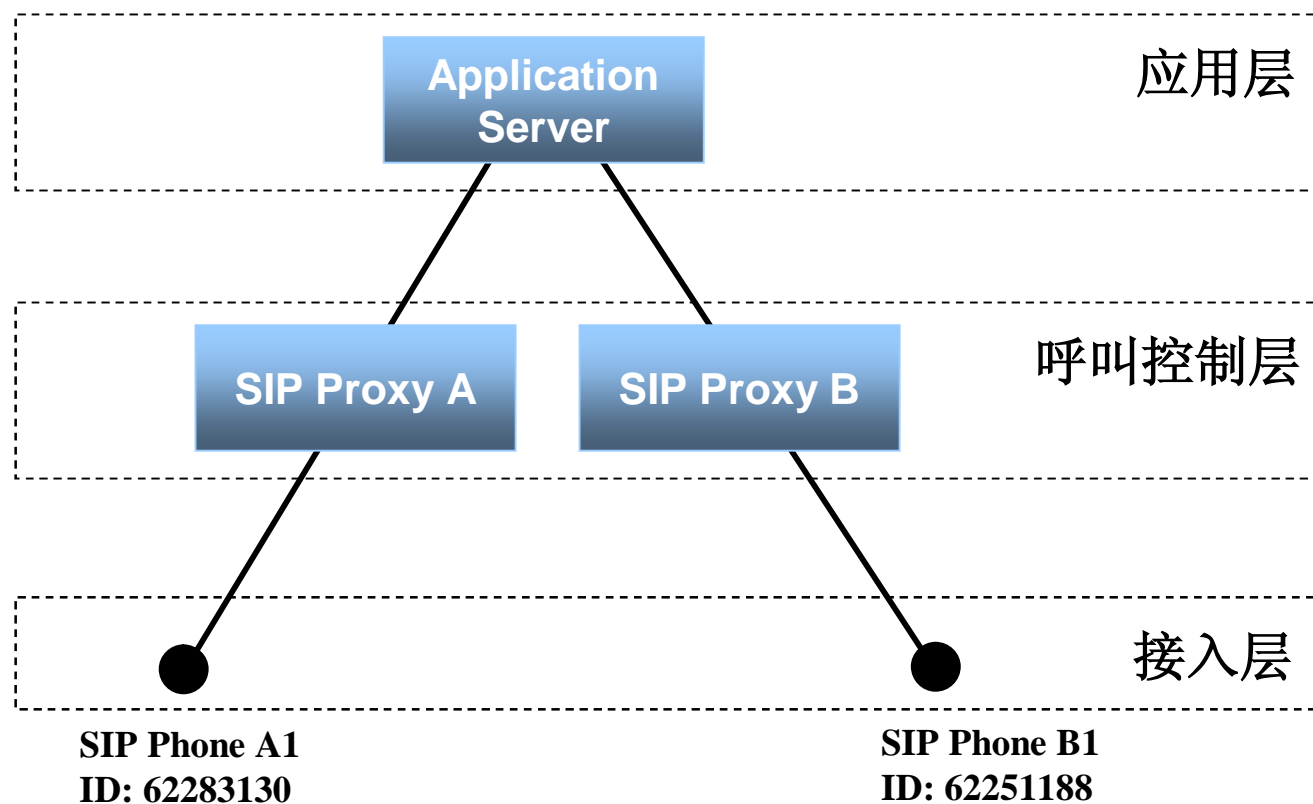 Application
Server
应用层
SIP Proxy A
SIP Proxy B
呼叫控制层
接入层
SIP Phone A1
ID: 62283130
SIP Phone B1
ID: 62251188